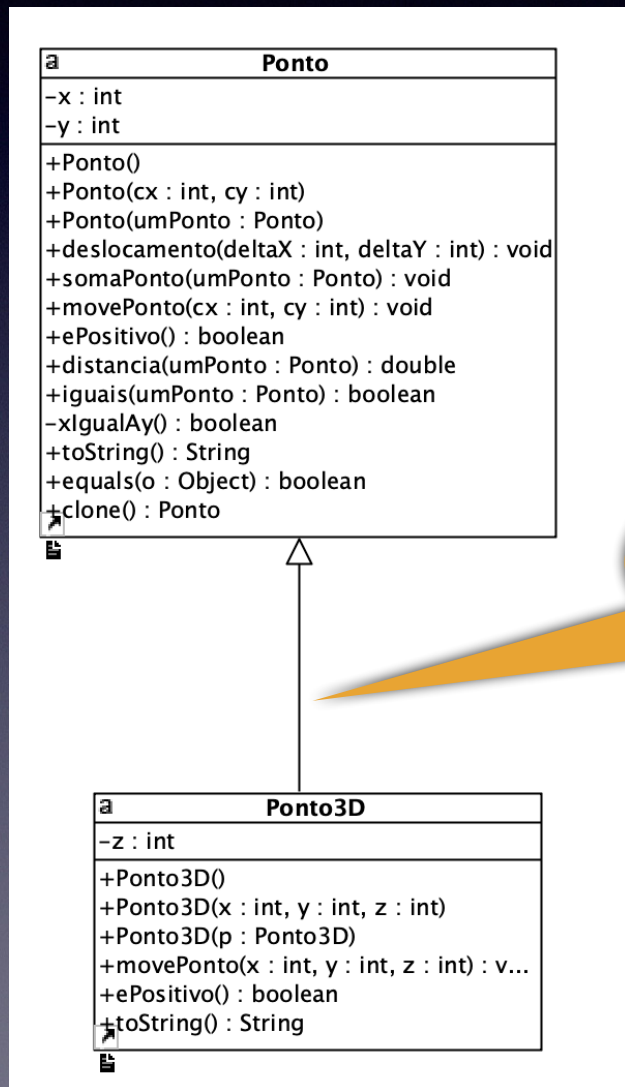 a Ponto
-x : int
-y : int
+Ponto()
+Ponto(cx : int, cy : int)
+Ponto(umPonto : Ponto)
+deslocamento(deltaX : int, deltaY : int) : void
+somaPonto(umPonto : Ponto) : void
+movePonto(cx : int, cy : int) : void
+ePositivo() : boolean
+distancia(umPonto : Ponto) : double
+iguais(umPonto : Ponto) : boolean
-xIgualAy() : boolean
+toString() : String
+equals(o : Object) : boolean
+clone() : Ponto
a Ponto3D
-z : int
+Ponto3D()
+Ponto3D(x : int, y : int, z : int)
+Ponto3D(p : Ponto3D)
+movePonto(x : int, y : int, z : int) : v...
+ePositivo() : boolean
+toString() : String